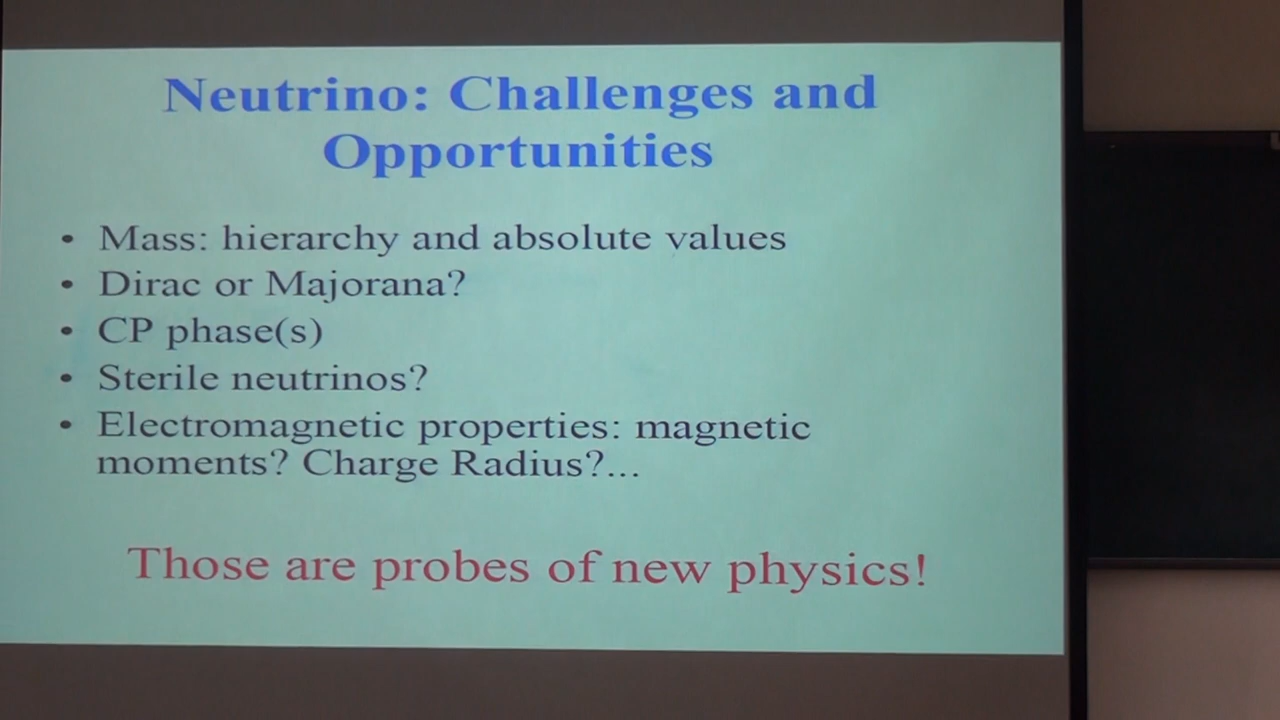 Neutrino: Challenges and
Opportunities
• Mass: hierarchy and absolute values
• Dirac or Majorana?
• CP phase(s)
• Sterile neutrinos?
• Electromagnetic properties: magnetic
moments? Charge Radius?...
Those are probes of new physics!